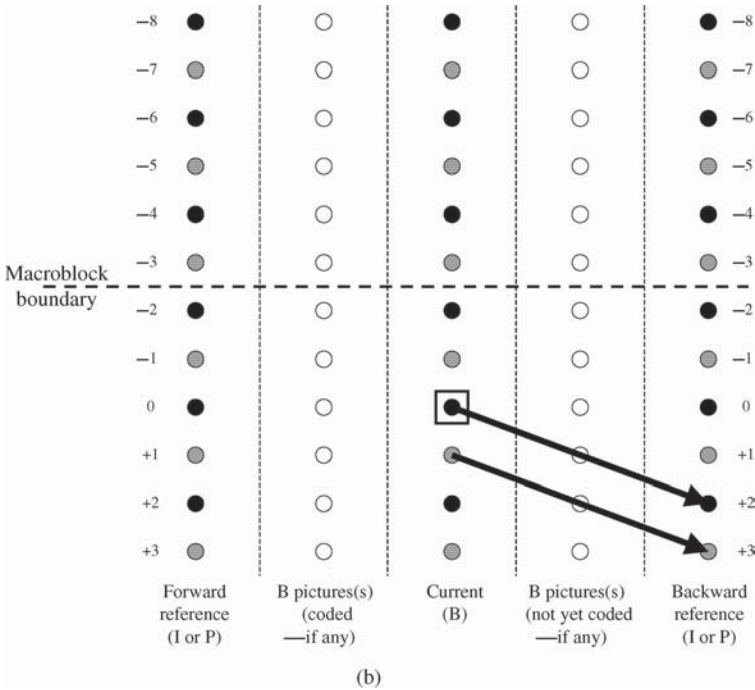 −8 −8
−7 −7
−6 −6
−5 −5
−4 −4
−3 −3
Macroblock
boundary
−2 −2
−1 −1
0 0
+1 +1
+2 +2
+3 +3
Forward
reference
(I or P)
B pictures(s)
(coded
—if any)
Current
(B)
B pictures(s)
(not yet coded
—if any)
Backward
reference
(I or P)
(b)